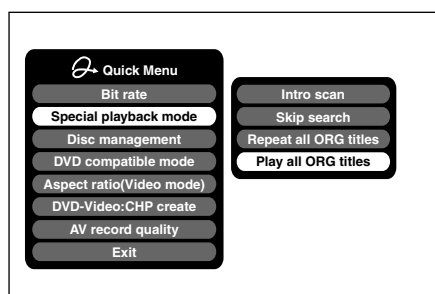 Quick Menu
Bit rate
Special playback mode
Disc management
DVD compatible mode
Aspect ratio(Video mode)
DVD-Video:CHP create
AV record quality
Exit
Intro scan
Skip search
Repeat all ORG titles
Play all ORG titles